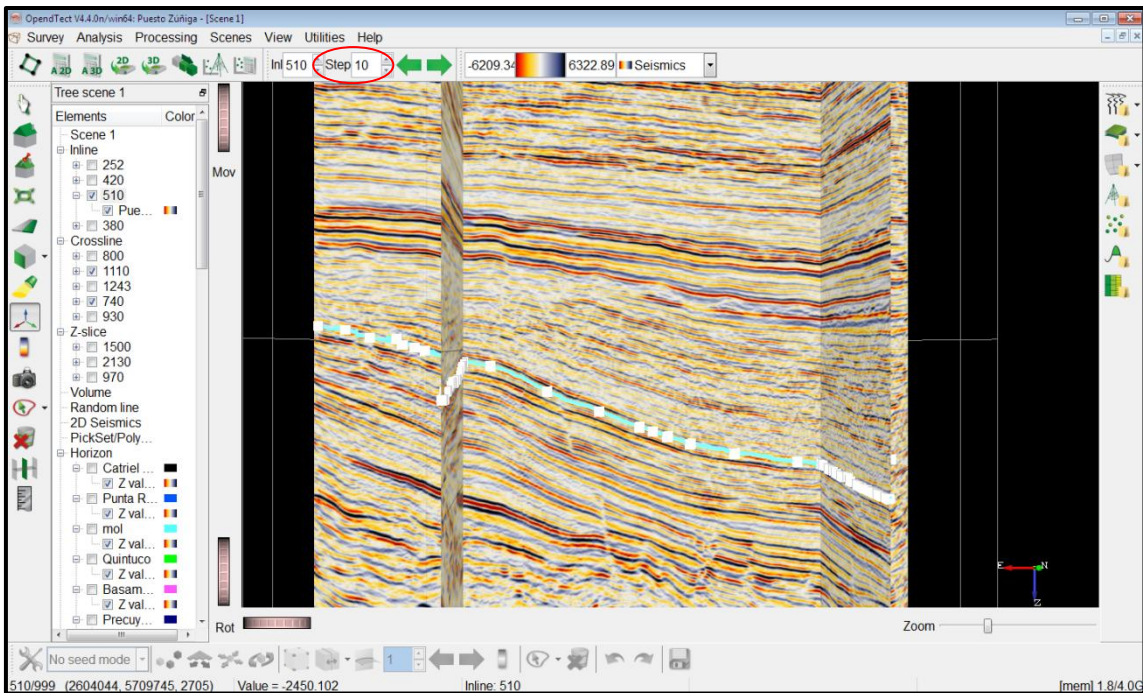 OpendTect V4.4.0n/win64: Puesto Zúñiga - [Scene 1]
Survey Analysis Processing Scenes View Utilities Help
A 2D A 3D 2D 3D Inl 510 Step 10 -6209.34 6322.89 Seismics
Tree scene 1
Elements Color
Scene 1
Inline
252
420
510
Pue...
380
Crossline
800
1110
1243
740
930
Z-slice
1500
2130
970
Volume
Random line
2D Seismics
PickSet/Poly...
Horizon
Catriel ...
Z val...
Punta R...
Z val...
mol
Z val...
Quintuco
Z val...
Basam...
Z val...
Precuy...
Mov
Rot
E N
Z
Zoom
No seed mode 1
510/999 (2604044, 5709745, 2705) Value = -2450.102 Inline: 510 [mem] 1.8/4.0G